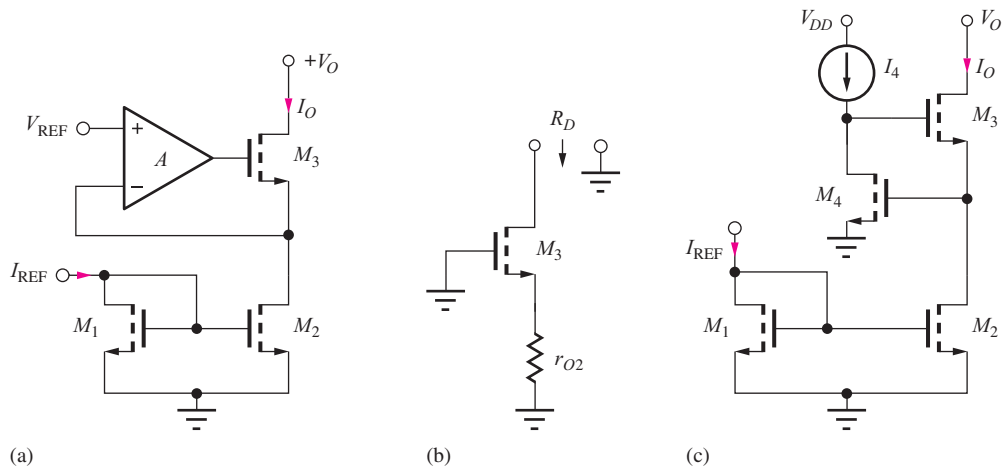 +V_O
I_O
V_REF
+
A
−
M_3
I_REF
M_1
M_2
(a)
R_D
M_3
r_O2
(b)
V_DD
V_O
I_4
I_O
M_3
M_4
I_REF
M_1
M_2
(c)